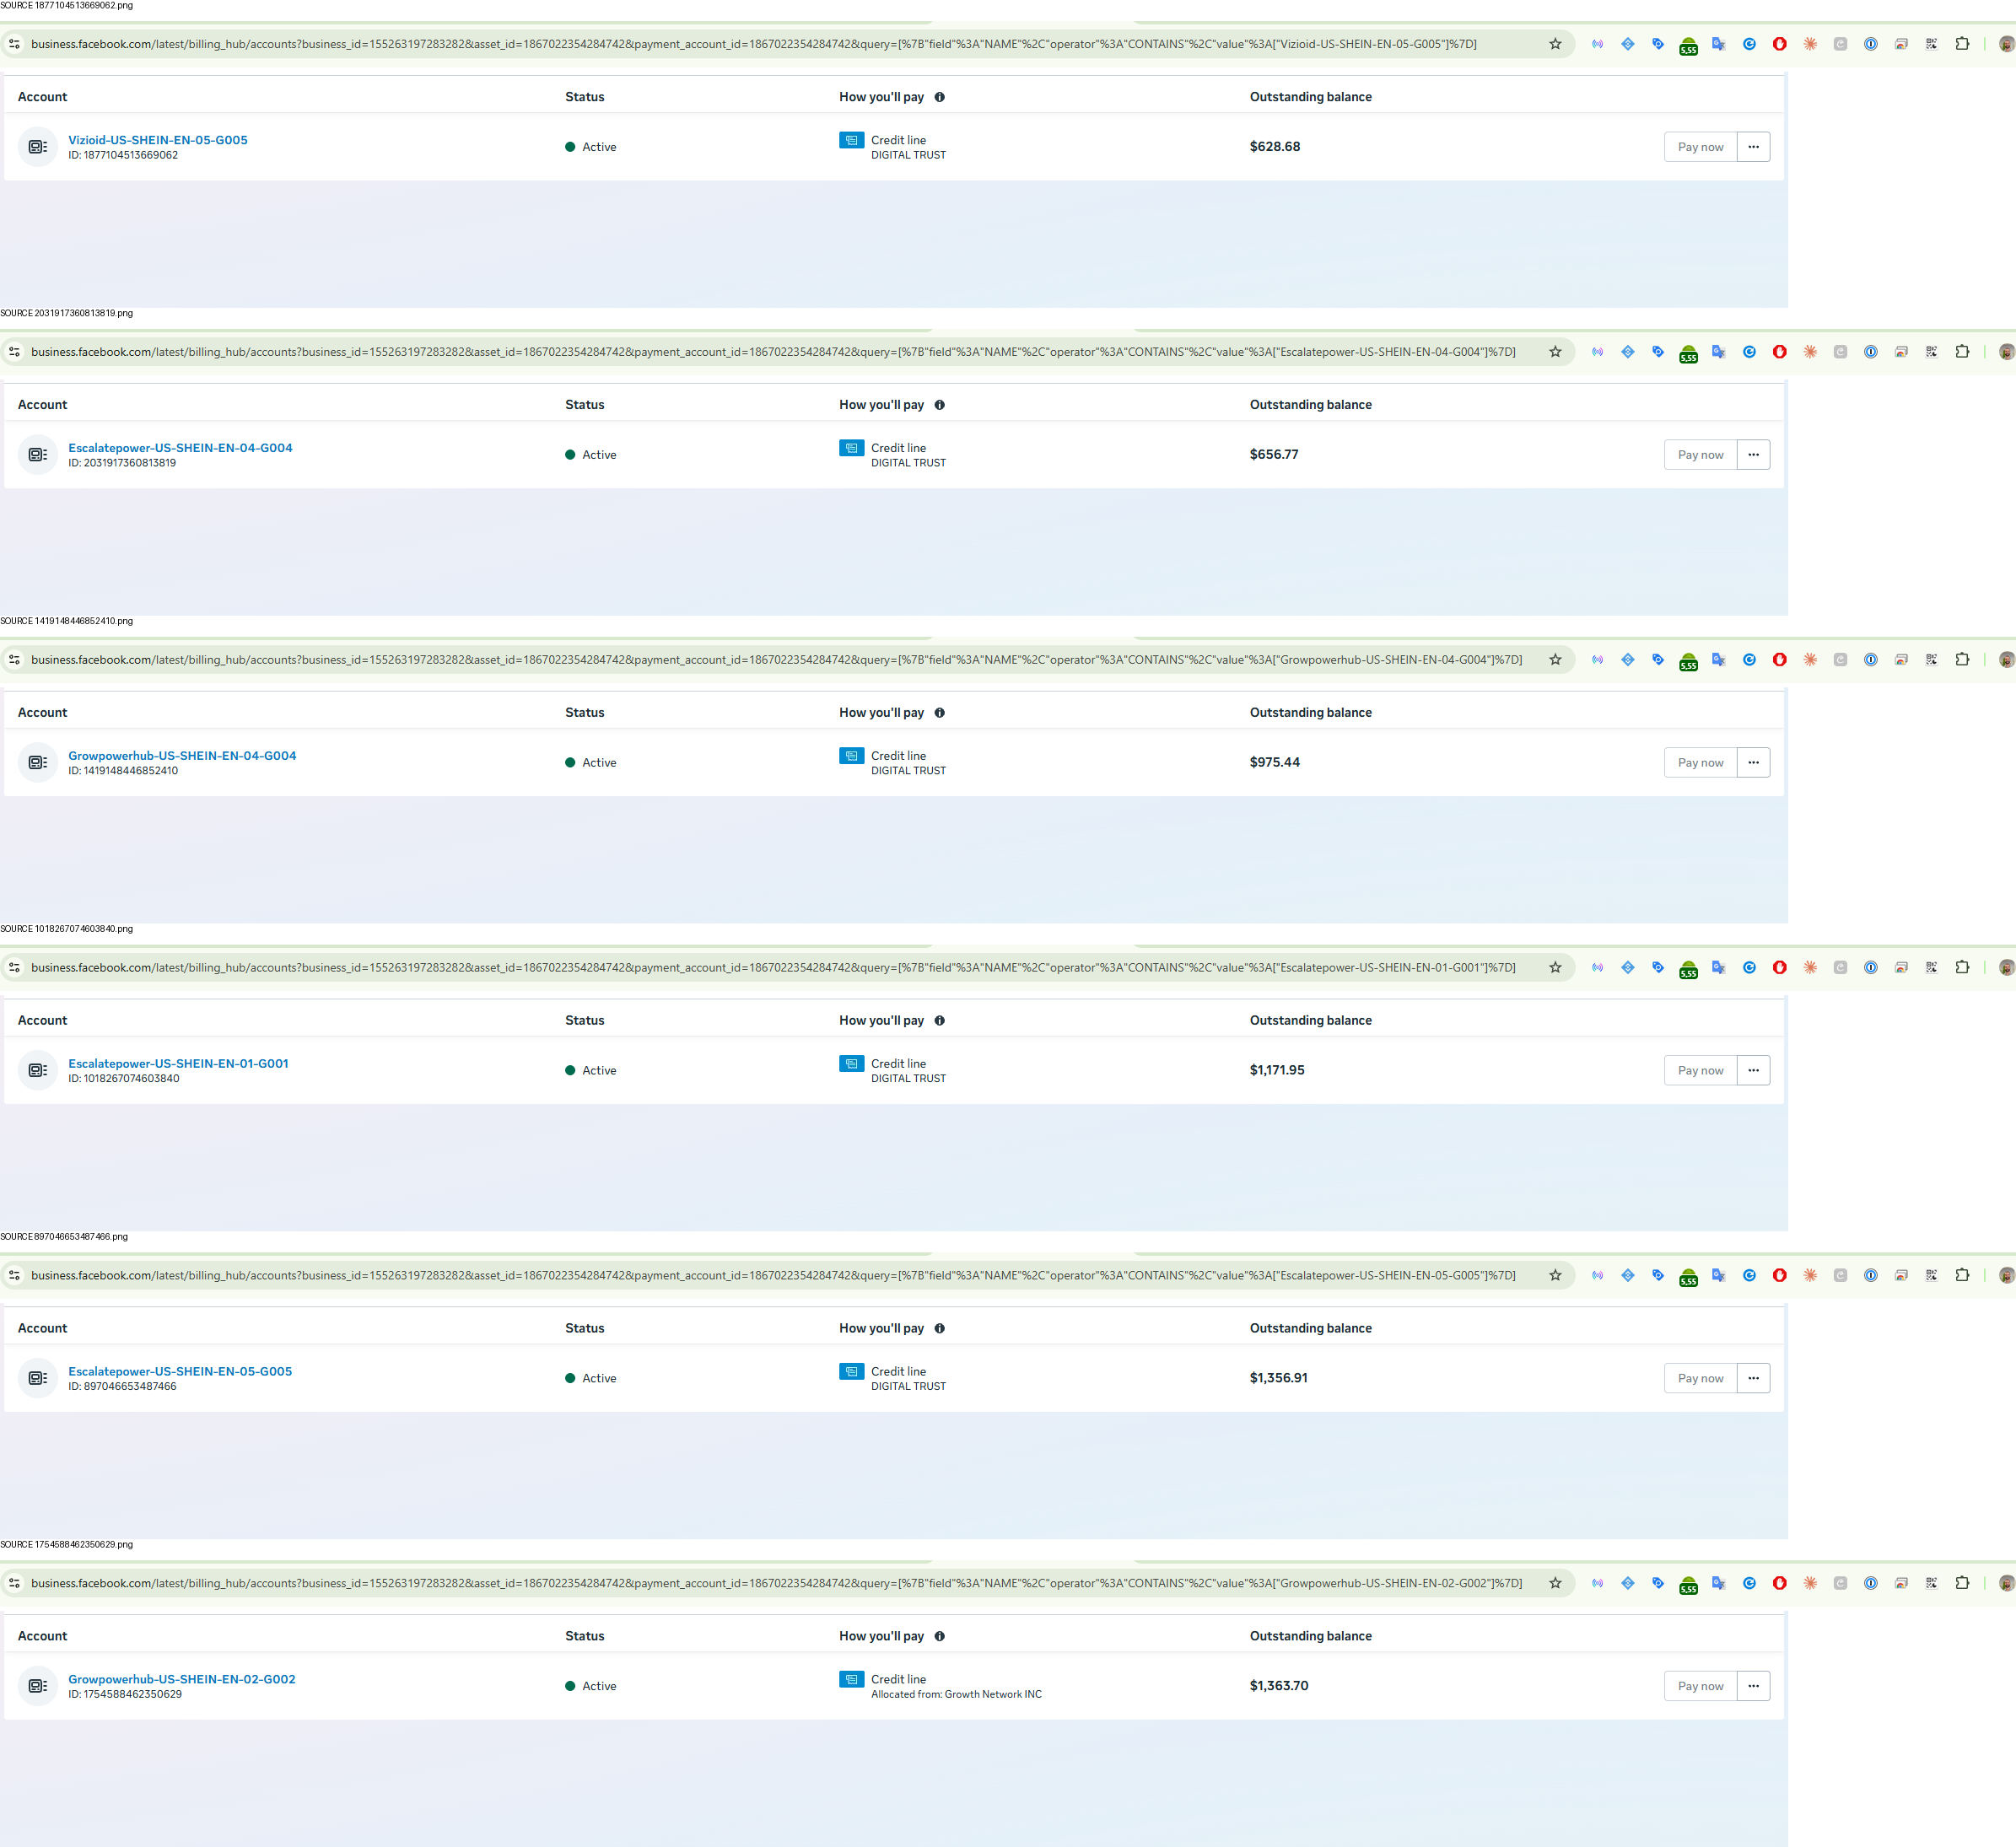 SOURCE 1877104513669062.png
business.facebook.com/latest/billing_hub/accounts?business_id=155263197283282&asset_id=1867022354284742&payment_account_id=1867022354284742&query=[%7B"field"%3A"NAME"%2C"operator"%3A"CONTAINS"%2C"value"%3A["Vizioid-US-SHEIN-EN-05-G005"]%7D]
5,55
Account Status How you'll pay Outstanding balance
Vizioid-US-SHEIN-EN-05-G005
ID: 1877104513669062
Active
Credit line
DIGITAL TRUST
$628.68
Pay now
SOURCE 2031917360813819.png
business.facebook.com/latest/billing_hub/accounts?business_id=155263197283282&asset_id=1867022354284742&payment_account_id=1867022354284742&query=[%7B"field"%3A"NAME"%2C"operator"%3A"CONTAINS"%2C"value"%3A["Escalatepower-US-SHEIN-EN-04-G004"]%7D]
5,55
Account Status How you'll pay Outstanding balance
Escalatepower-US-SHEIN-EN-04-G004
ID: 2031917360813819
Active
Credit line
DIGITAL TRUST
$656.77
Pay now
SOURCE 1419148446852410.png
business.facebook.com/latest/billing_hub/accounts?business_id=155263197283282&asset_id=1867022354284742&payment_account_id=1867022354284742&query=[%7B"field"%3A"NAME"%2C"operator"%3A"CONTAINS"%2C"value"%3A["Growpowerhub-US-SHEIN-EN-04-G004"]%7D]
5,55
Account Status How you'll pay Outstanding balance
Growpowerhub-US-SHEIN-EN-04-G004
ID: 1419148446852410
Active
Credit line
DIGITAL TRUST
$975.44
Pay now
SOURCE 1018267074603840.png
business.facebook.com/latest/billing_hub/accounts?business_id=155263197283282&asset_id=1867022354284742&payment_account_id=1867022354284742&query=[%7B"field"%3A"NAME"%2C"operator"%3A"CONTAINS"%2C"value"%3A["Escalatepower-US-SHEIN-EN-01-G001"]%7D]
5,55
Account Status How you'll pay Outstanding balance
Escalatepower-US-SHEIN-EN-01-G001
ID: 1018267074603840
Active
Credit line
DIGITAL TRUST
$1,171.95
Pay now
SOURCE 897046653487466.png
business.facebook.com/latest/billing_hub/accounts?business_id=155263197283282&asset_id=1867022354284742&payment_account_id=1867022354284742&query=[%7B"field"%3A"NAME"%2C"operator"%3A"CONTAINS"%2C"value"%3A["Escalatepower-US-SHEIN-EN-05-G005"]%7D]
5,55
Account Status How you'll pay Outstanding balance
Escalatepower-US-SHEIN-EN-05-G005
ID: 897046653487466
Active
Credit line
DIGITAL TRUST
$1,356.91
Pay now
SOURCE 1754588462350629.png
business.facebook.com/latest/billing_hub/accounts?business_id=155263197283282&asset_id=1867022354284742&payment_account_id=1867022354284742&query=[%7B"field"%3A"NAME"%2C"operator"%3A"CONTAINS"%2C"value"%3A["Growpowerhub-US-SHEIN-EN-02-G002"]%7D]
5,55
Account Status How you'll pay Outstanding balance
Growpowerhub-US-SHEIN-EN-02-G002
ID: 1754588462350629
Active
Credit line
Allocated from: Growth Network INC
$1,363.70
Pay now